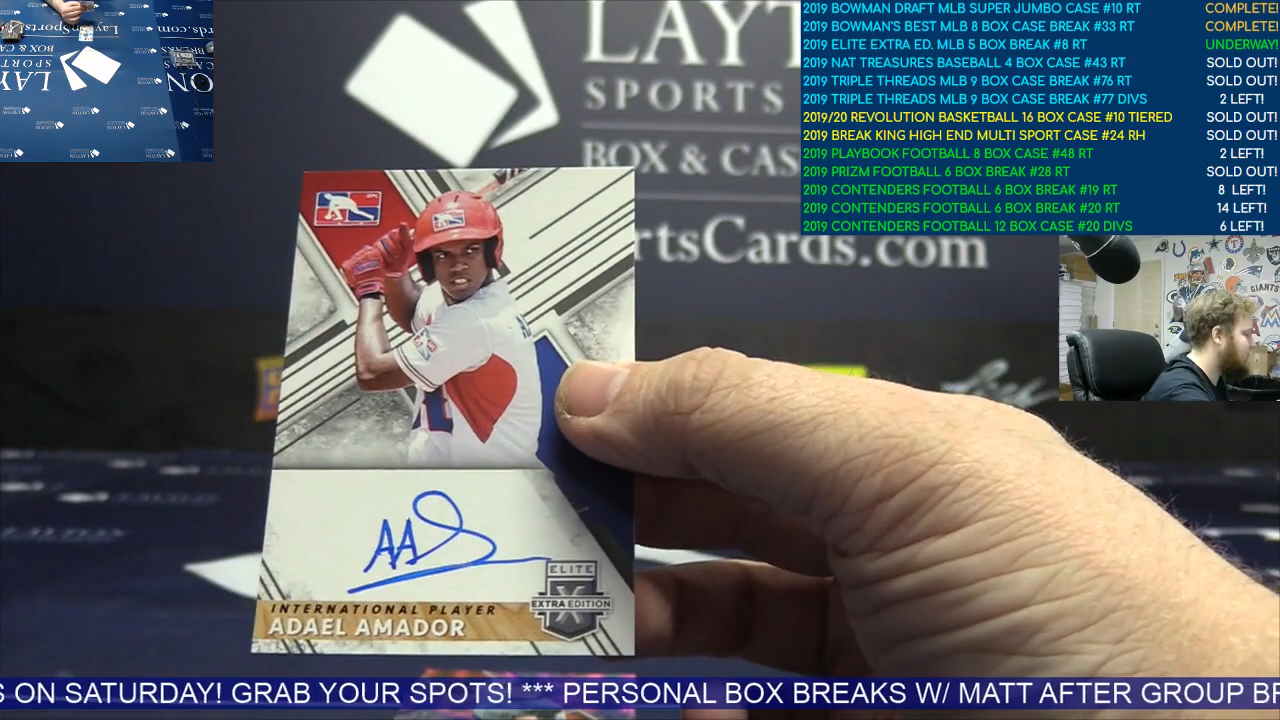 2019 BOWMAN DRAFT MLB SUPER JUMBO CASE #10 RT COMPLETE!
2019 BOWMAN'S BEST MLB 8 BOX CASE BREAK #33 RT COMPLETE!
2019 ELITE EXTRA ED. MLB 5 BOX BREAK #8 RT UNDERWAY!
2019 NAT TREASURES BASEBALL 4 BOX CASE #43 RT SOLD OUT!
2019 TRIPLE THREADS MLB 9 BOX CASE BREAK #76 RT SOLD OUT!
2019 TRIPLE THREADS MLB 9 BOX CASE BREAK #77 DIVS 2 LEFT!
2019/20 REVOLUTION BASKETBALL 16 BOX CASE #10 TIERED SOLD OUT!
2019 BREAK KING HIGH END MULTI SPORT CASE #24 RH SOLD OUT!
2019 PLAYBOOK FOOTBALL 8 BOX CASE #48 RT 2 LEFT!
2019 PRIZM FOOTBALL 6 BOX BREAK #28 RT SOLD OUT!
2019 CONTENDERS FOOTBALL 6 BOX BREAK #19 RT 8 LEFT!
2019 CONTENDERS FOOTBALL 6 BOX BREAK #20 RT 14 LEFT!
2019 CONTENDERS FOOTBALL 12 BOX CASE #20 DIVS 6 LEFT!
LAYT
SPORTS
BOX & CAS
rtsCards.com
GIANTS
ELITE
EXTRA EDITION
INTERNATIONAL PLAYER
ADAEL AMADOR
S ON SATURDAY! GRAB YOUR SPOTS! *** PERSONAL BOX BREAKS W/ MATT AFTER GROUP BR